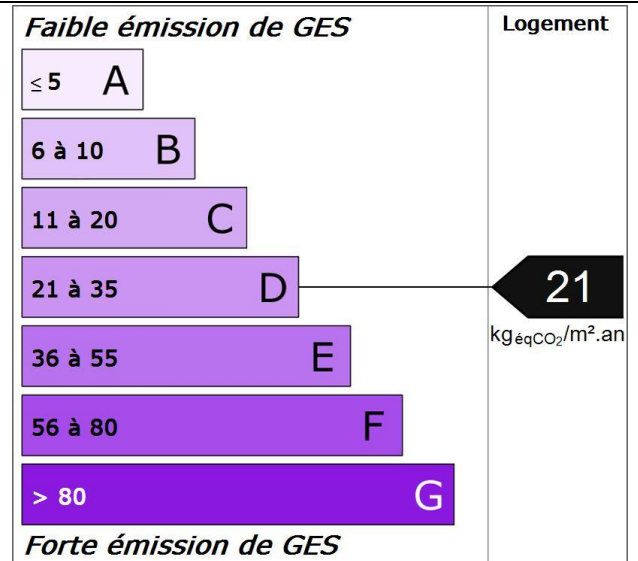 Faible émission de GES
Logement
≤ 5 A
6 à 10 B
11 à 20 C
21 à 35 D
21
kgéqCO₂/m².an
36 à 55 E
56 à 80 F
> 80 G
Forte émission de GES